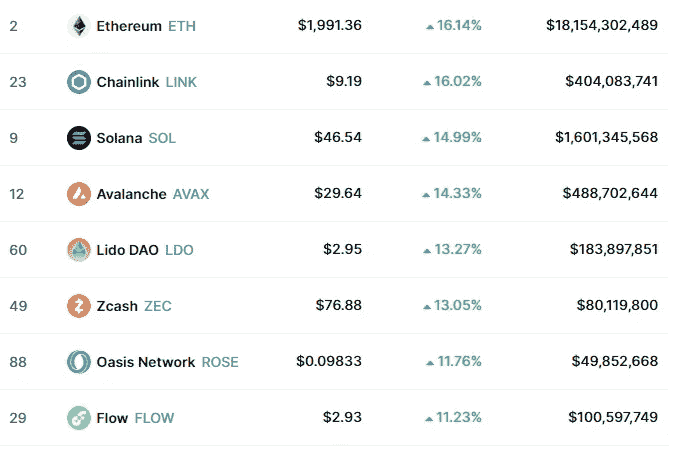 2 Ethereum ETH $1,991.36 ▲ 16.14% $18,154,302,489
23 Chainlink LINK $9.19 ▲ 16.02% $404,083,741
9 Solana SOL $46.54 ▲ 14.99% $1,601,345,568
12 Avalanche AVAX $29.64 ▲ 14.33% $488,702,644
60 Lido DAO LDO $2.95 ▲ 13.27% $183,897,851
49 Zcash ZEC $76.88 ▲ 13.05% $80,119,800
88 Oasis Network ROSE $0.09833 ▲ 11.76% $49,852,668
29 Flow FLOW $2.93 ▲ 11.23% $100,597,749